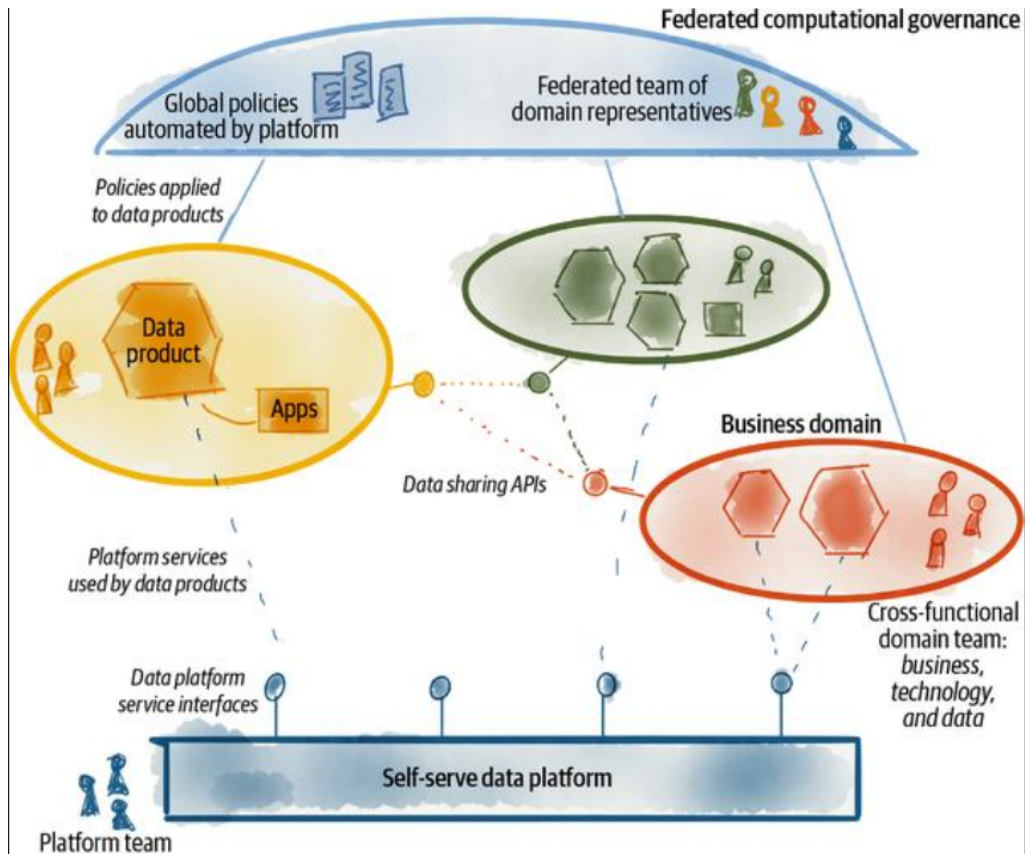 Federated computational governance
Global policies
automated by platform
Federated team of
domain representatives
Policies applied
to data products
Data
product
Apps
Business domain
Data sharing APIs
Platform services
used by data products
Cross-functional
domain team:
business,
technology,
and data
Data platform
service interfaces
Self-serve data platform
Platform team